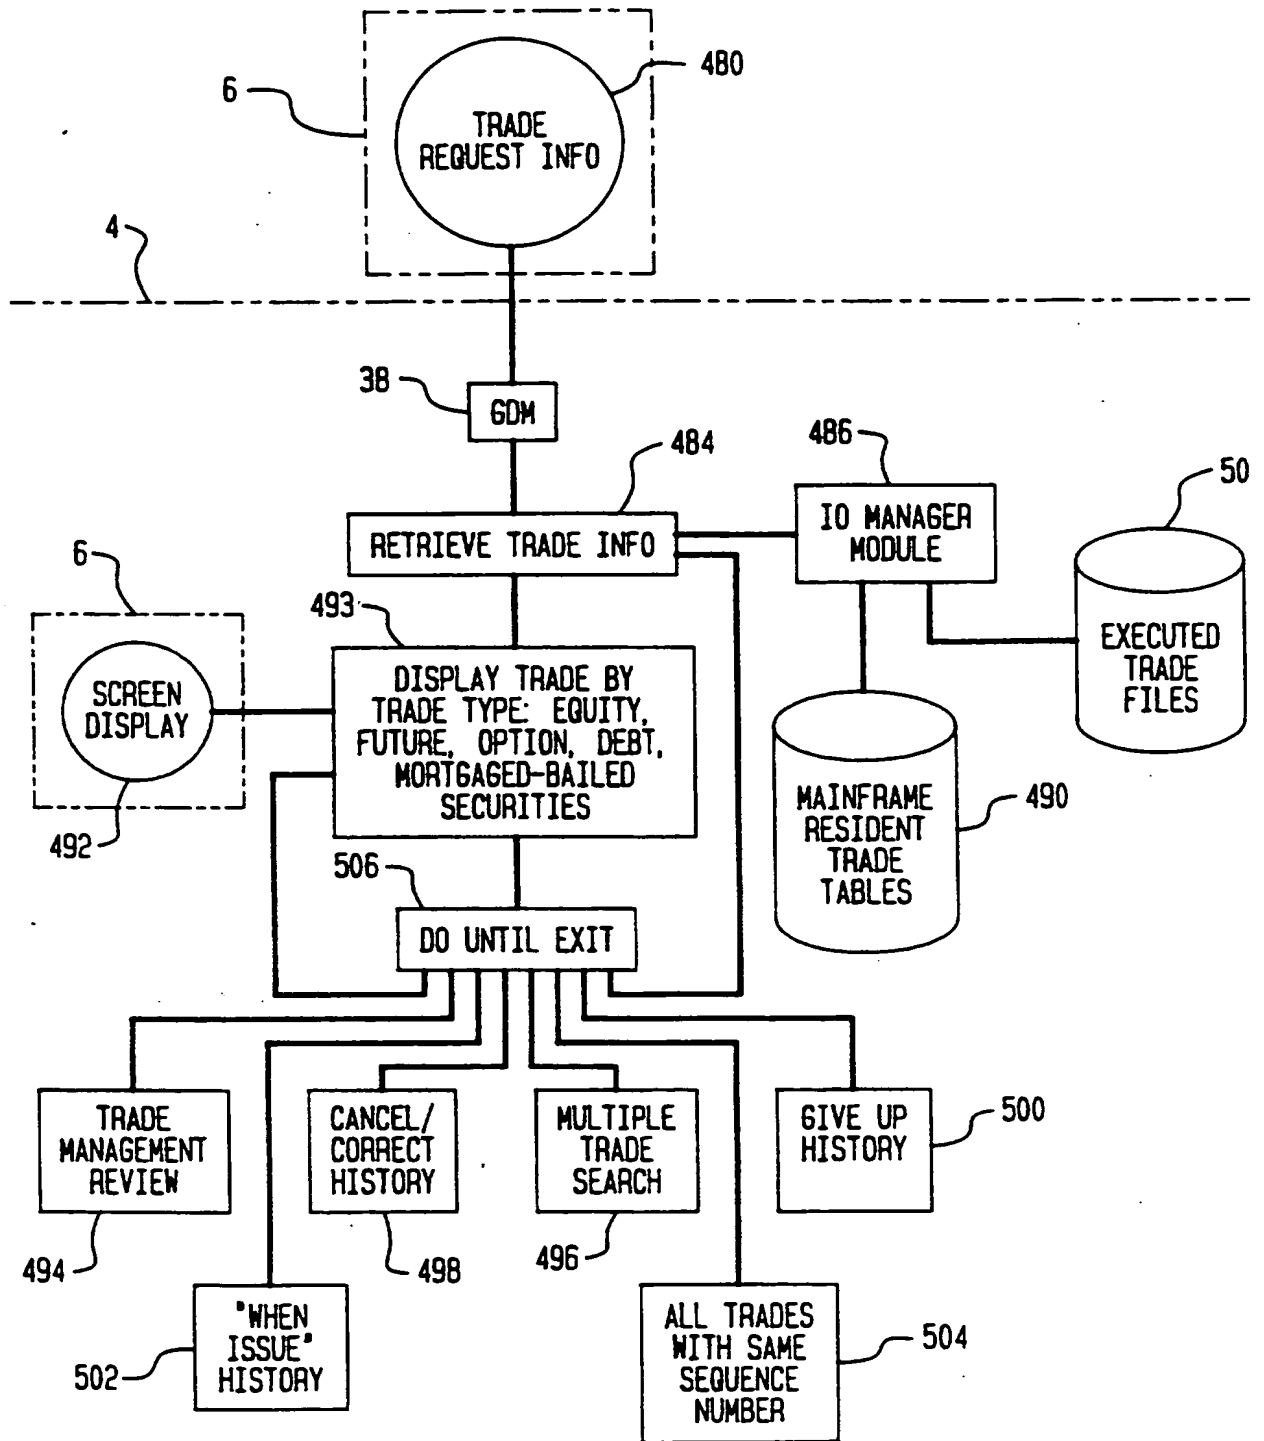 480
6
TRADE
REQUEST INFO
4
38
GDM
484
486
50
RETRIEVE TRADE INFO
IO MANAGER
MODULE
6
493
EXECUTED
TRADE
FILES
SCREEN
DISPLAY
DISPLAY TRADE BY
TRADE TYPE: EQUITY,
FUTURE, OPTION, DEBT,
MORTGAGED-BAILED
SECURITIES
492
MAINFRAME
RESIDENT
TRADE
TABLES
490
506
DO UNTIL EXIT
TRADE
MANAGEMENT
REVIEW
CANCEL/
CORRECT
HISTORY
MULTIPLE
TRADE
SEARCH
GIVE UP
HISTORY
500
494
498
496
"WHEN
ISSUE"
HISTORY
502
ALL TRADES
WITH SAME
SEQUENCE
NUMBER
504